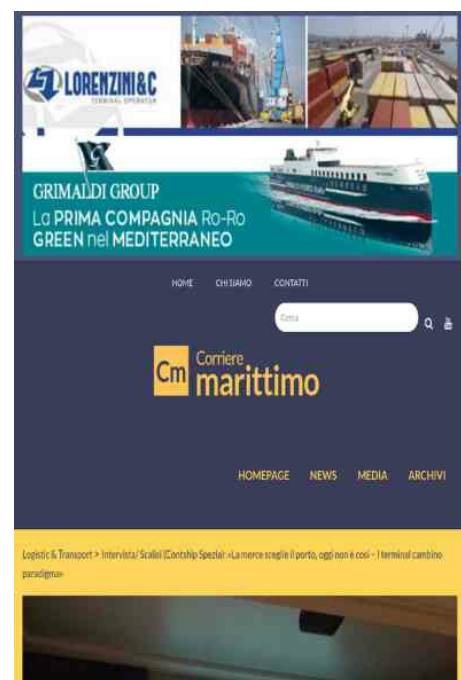 LORENZINI&C
TERMINAL OPERATOR
GRIMALDI GROUP
La PRIMA COMPAGNIA Ro-Ro
GREEN nel MEDITERRANEO
HOME CHI SIAMO CONTATTI
Cerca
Cm Corriere
marittimo
HOMEPAGE NEWS MEDIA ARCHIVI
Logistic & Transport > Intervista/ Scalisi (Contship Spezia): «La merce sceglie il porto, oggi non è così – I terminal cambino
paradigma»